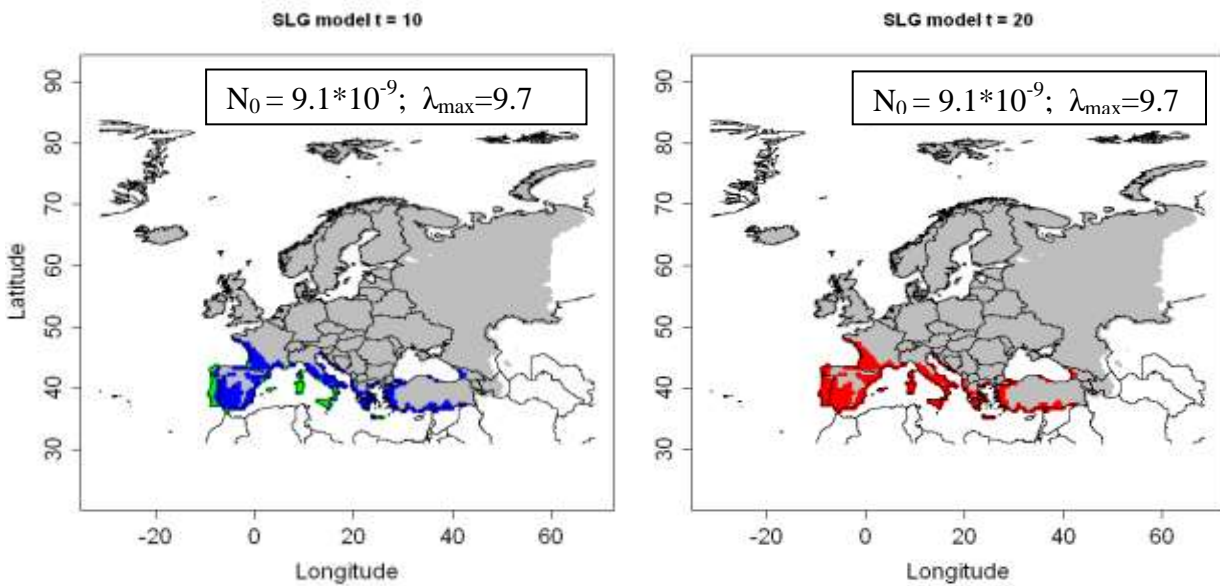 SLG model t = 10
N₀ = 9.1*10⁻⁹; λmax=9.7
Latitude
90
80
70
60
50
40
30
-20 0 20 40 60
Longitude
SLG model t = 20
N₀ = 9.1*10⁻⁹; λmax=9.7
90
80
70
60
50
40
30
-20 0 20 40 60
Longitude